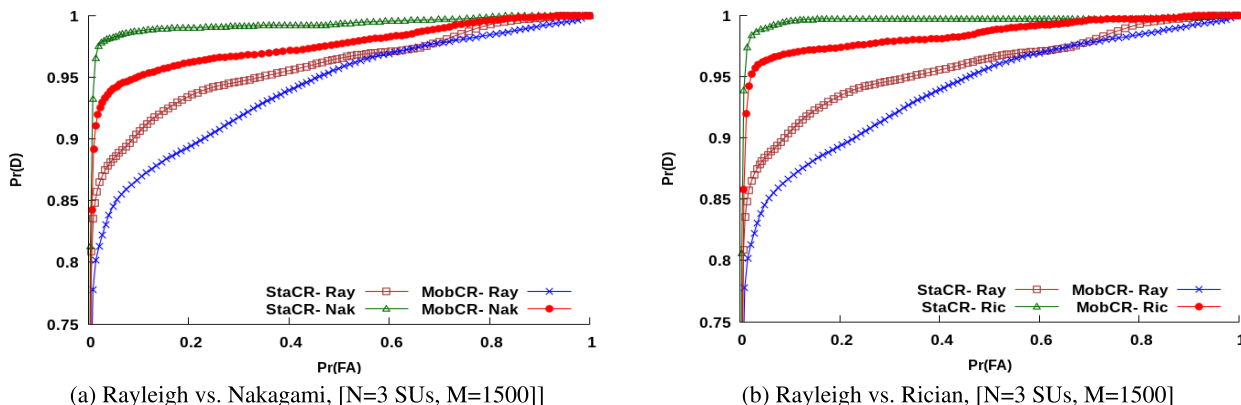 1
0.95
0.9
0.85
0.8
0.75
Pr(D)
StaCR- Ray MobCR- Ray
StaCR- Nak MobCR- Nak
0 0.2 0.4 0.6 0.8 1
Pr(FA)
(a) Rayleigh vs. Nakagami, [N=3 SUs, M=1500]]
1
0.95
0.9
0.85
0.8
0.75
Pr(D)
StaCR- Ray MobCR- Ray
StaCR- Ric MobCR- Ric
0 0.2 0.4 0.6 0.8 1
Pr(FA)
(b) Rayleigh vs. Rician, [N=3 SUs, M=1500]